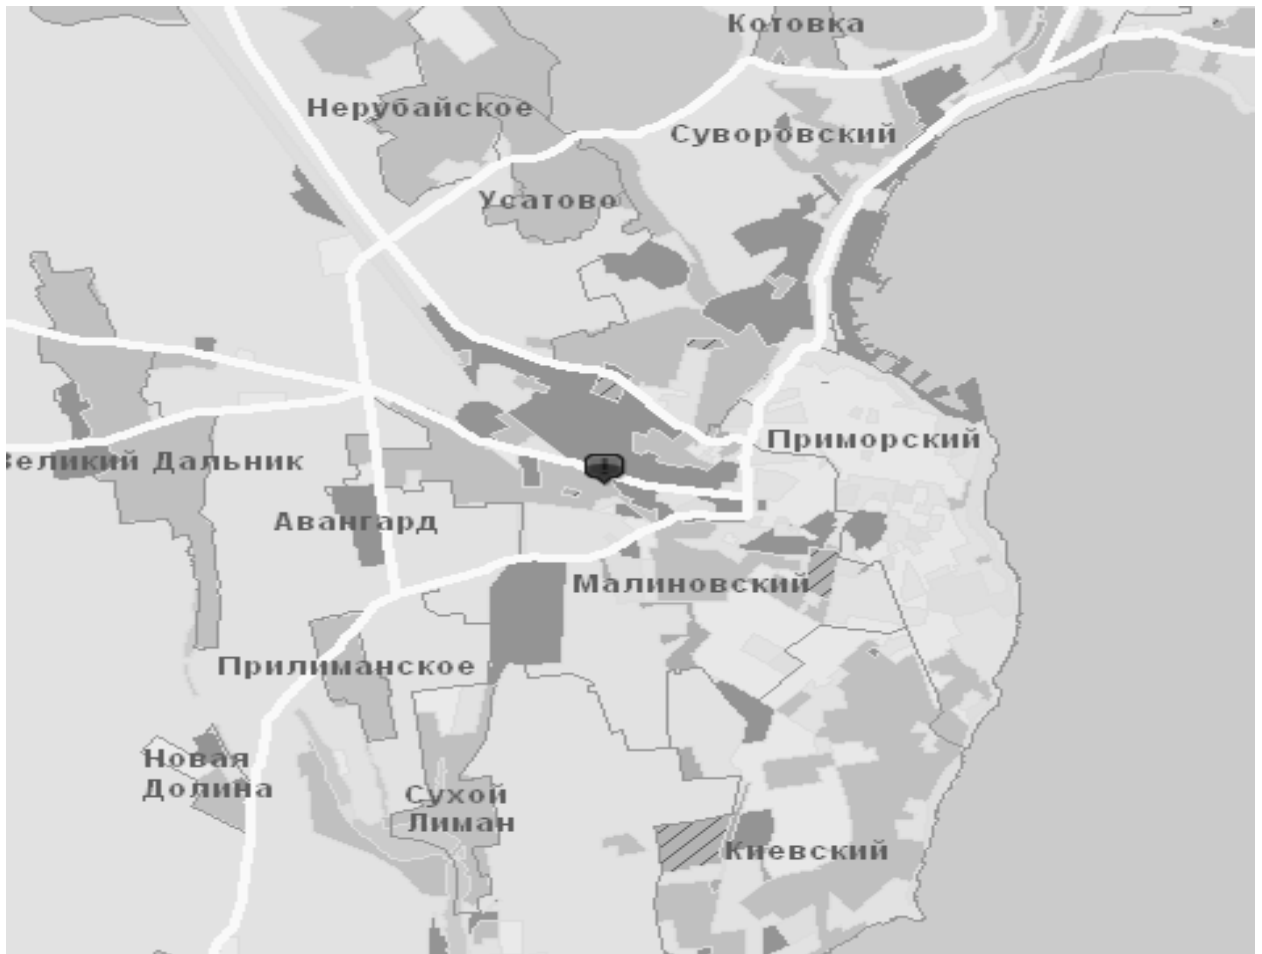 Котовка
Нерубайское
Суворовский
Усатово
Приморский
Великий Дальник
Авангард
Малиновский
Прилиманское
Новая
Долина
Сухой
Лиман
Киевский